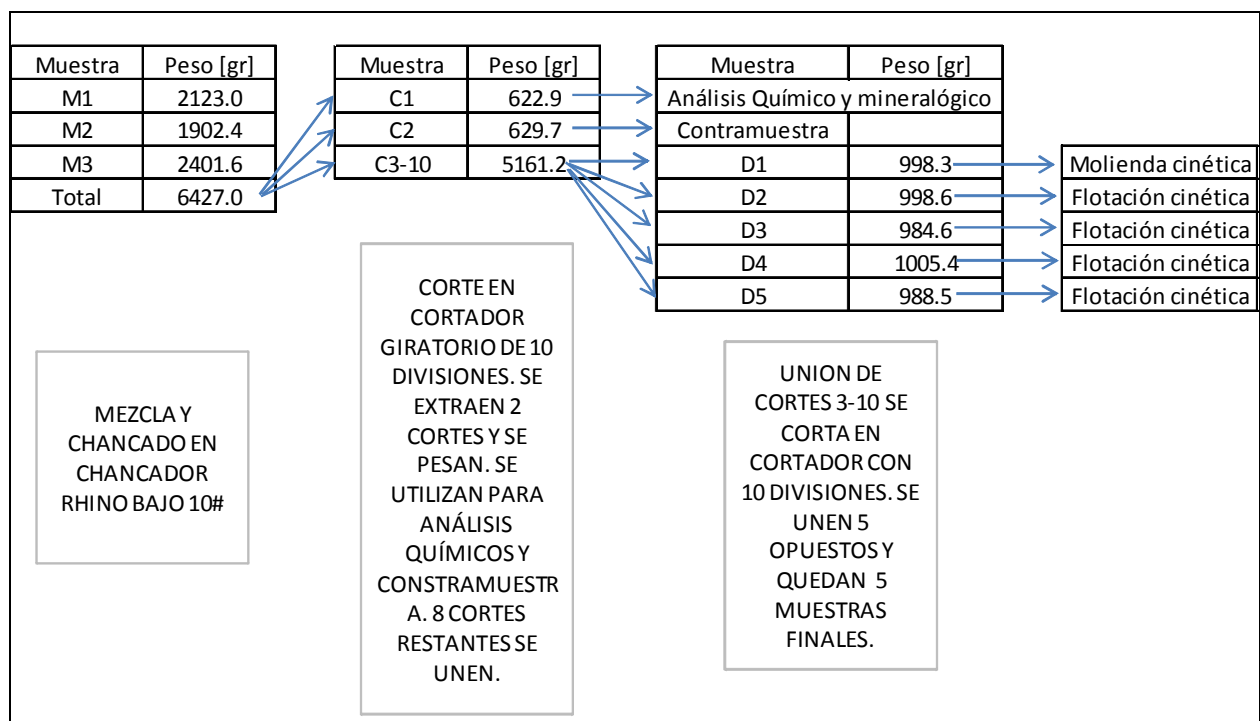 Muestra Peso [gr]
M1 2123.0
M2 1902.4
M3 2401.6
Total 6427.0
Muestra Peso [gr]
C1 622.9
C2 629.7
C3-10 5161.2
Muestra Peso [gr]
Análisis Químico y mineralógico
Contramuestra
D1 998.3
D2 998.6
D3 984.6
D4 1005.4
D5 988.5
Molienda cinética
Flotación cinética
Flotación cinética
Flotación cinética
Flotación cinética
MEZCLA Y
CHANCADO EN
CHANCADOR
RHINO BAJO 10#
CORTE EN
CORTADOR
GIRATORIO DE 10
DIVISIONES. SE
EXTRAEN 2
CORTES Y SE
PESAN. SE
UTILIZAN PARA
ANÁLISIS
QUÍMICOS Y
CONSTRAMUESTR
A. 8 CORTES
RESTANTES SE
UNEN.
UNION DE
CORTES 3-10 SE
CORTA EN
CORTADOR CON
10 DIVISIONES. SE
UNEN 5
OPUESTOS Y
QUEDAN 5
MUESTRAS
FINALES.